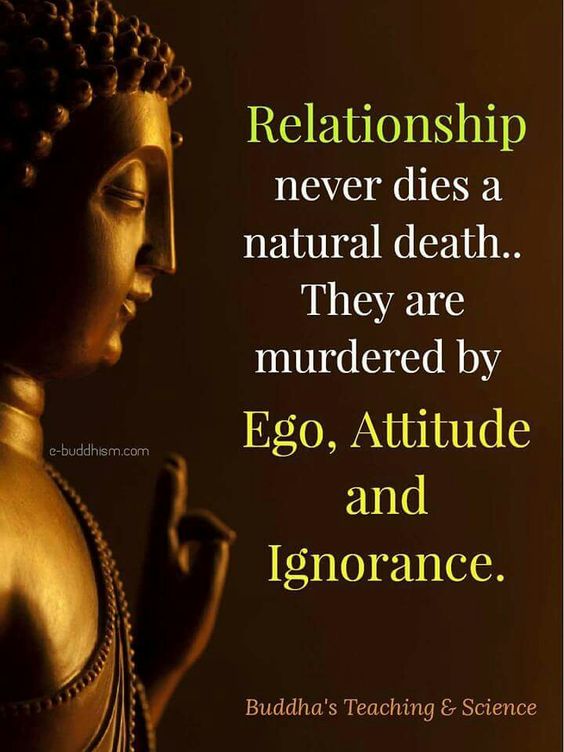 Relationship
never dies a
natural death..
They are
murdered by
Ego, Attitude
e-buddhism.com
and
Ignorance.
Buddha's Teaching & Science